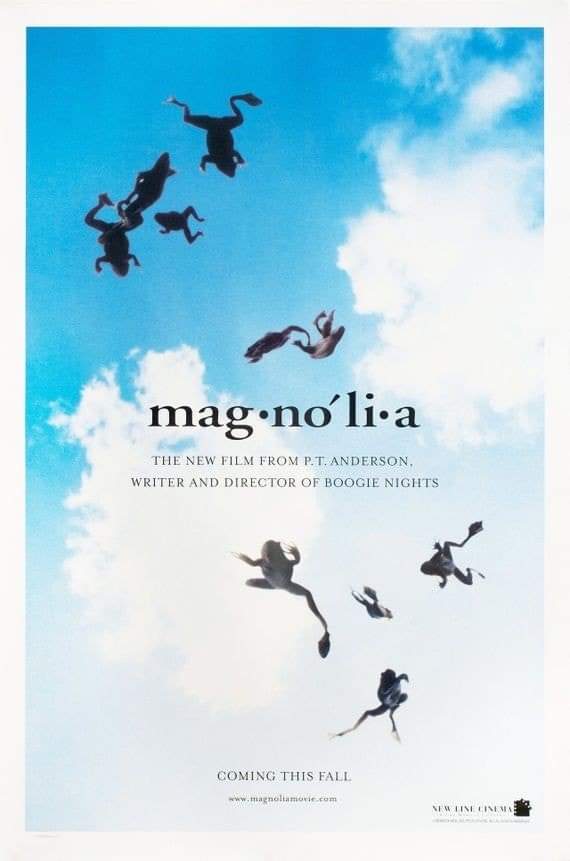 mag•no´li•a
THE NEW FILM FROM P.T. ANDERSON,
WRITER AND DIRECTOR OF BOOGIE NIGHTS
COMING THIS FALL
www.magnoliamovie.com
NEW LINE CINEMA